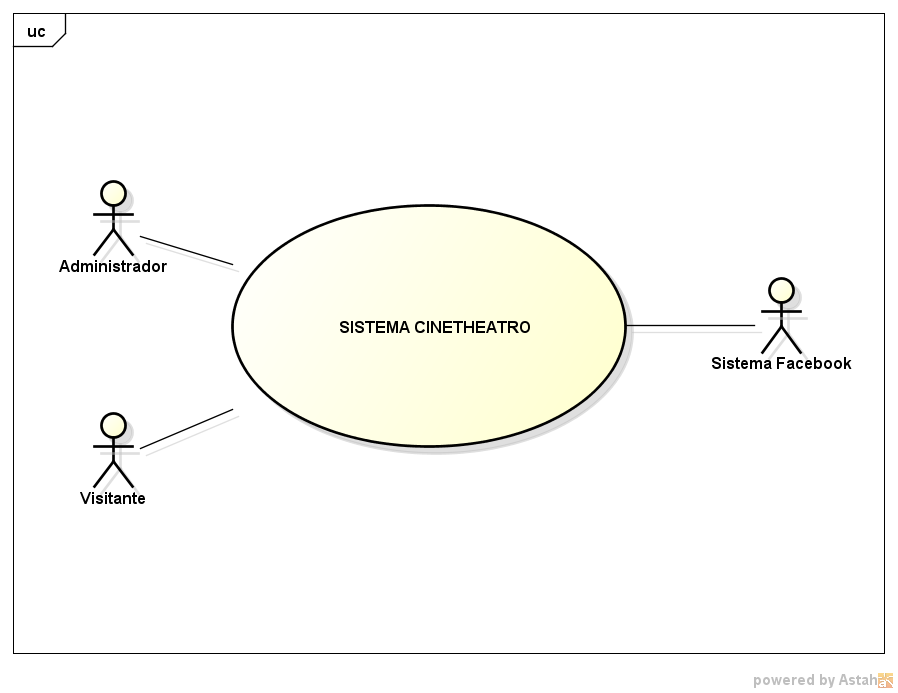 uc
Administrador
SISTEMA CINETHEATRO
Sistema Facebook
Visitante
powered by Astah